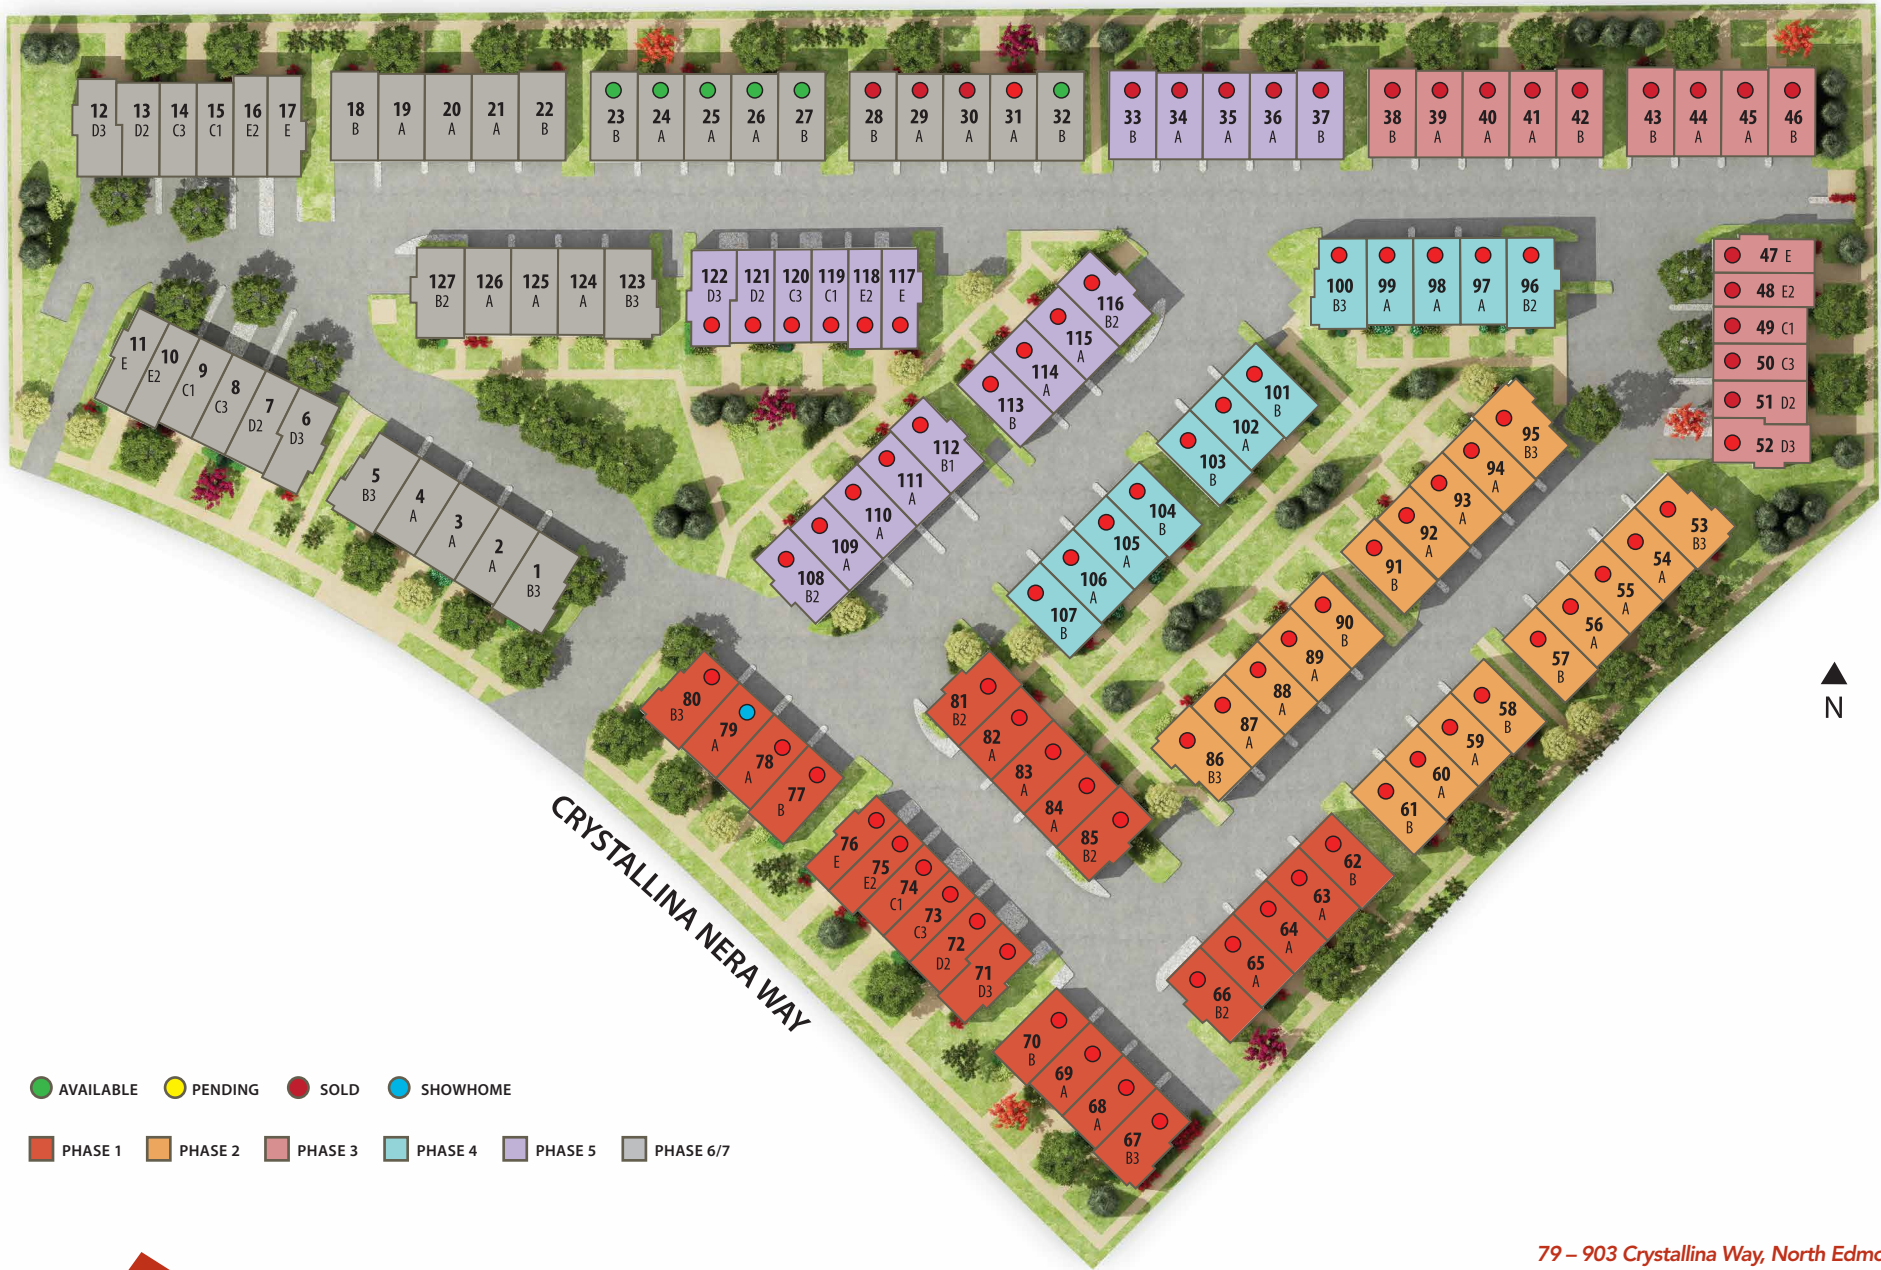 12 13 14 15 16 17
D3 D2 C3 C1 E2 E
18 19 20 21 22
B A A A B
23 24 25 26 27
B A A A B
28 29 30 31 32
B A A A B
33 34 35 36 37
B A A A B
38 39 40 41 42
B A A A B
43 44 45 46
B A A B
127 126 125 124 123
B2 A A A B3
122 121 120 119 118 117
D3 D2 C3 C1 E2 E
116
B2
115
A
114
A
113
B
100 99 98 97 96
B3 A A A B2
47 E
48 E2
49 C1
50 C3
51 D2
52 D3
11
E
10
E2
9
C1
8
C3
7
D2
6
D3
5
B3
4
A
3
A
2
A
1
B3
112
B1
111
A
110
A
109
A
108
B2
101
B
102
A
103
B
104
B
105
A
106
A
107
B
95
B3
94
A
93
A
92
A
91
B
90
B
89
A
88
A
87
A
86
B3
53
B3
54
A
55
A
56
A
57
B
58
B
59
A
60
A
61
B
80
B3
79
A
78
A
77
B
81
B2
82
A
83
A
84
A
85
B2
76
E
75
E2
74
C1
73
C3
72
D2
71
D3
62
B
63
A
64
A
65
A
66
B2
70
B
69
A
68
A
67
B3
N
CRYSTALLINA NERA WAY
AVAILABLE PENDING SOLD SHOWHOME
PHASE 1 PHASE 2 PHASE 3 PHASE 4 PHASE 5 PHASE 6/7
79 – 903 Crystallina Way, North Edmo